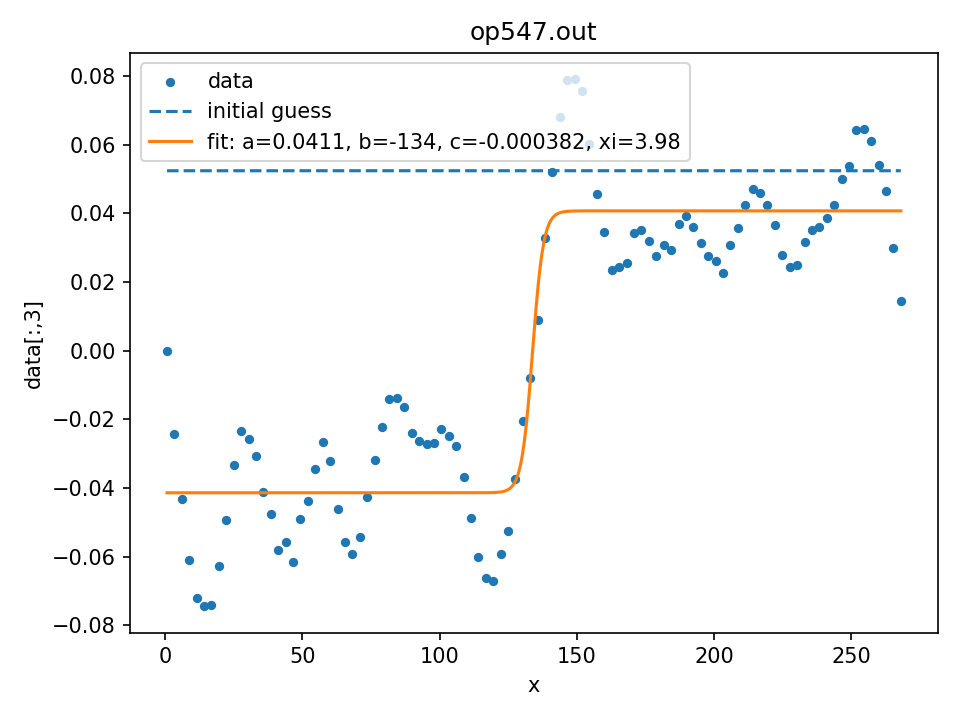 op547.out
data
initial guess
fit: a=0.0411, b=-134, c=-0.000382, xi=3.98
0.08
0.06
0.04
0.02
0.00
−0.02
−0.04
−0.06
−0.08
data[:,3]
0 50 100 150 200 250
x